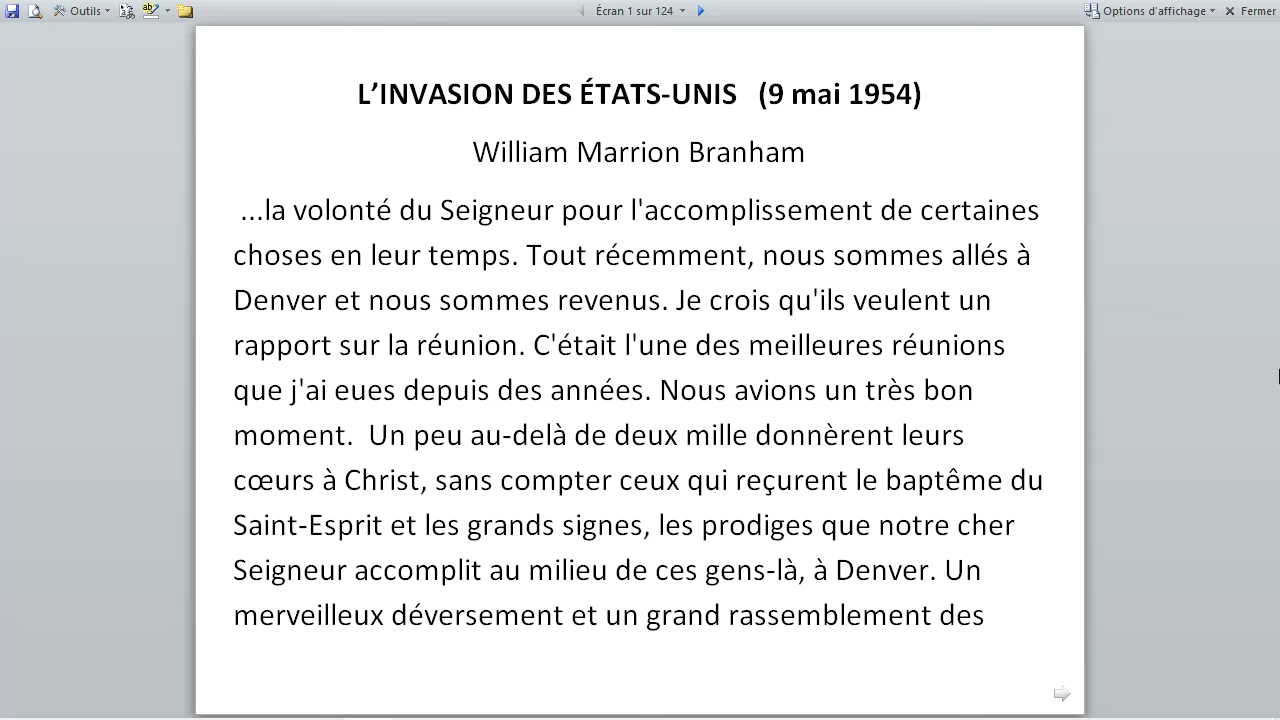 Outils
Écran 1 sur 124
Options d'affichage
Fermer
L’INVASION DES ÉTATS-UNIS (9 mai 1954)
William Marrion Branham
...la volonté du Seigneur pour l'accomplissement de certaines
choses en leur temps. Tout récemment, nous sommes allés à
Denver et nous sommes revenus. Je crois qu'ils veulent un
rapport sur la réunion. C'était l'une des meilleures réunions
que j'ai eues depuis des années. Nous avions un très bon
moment.  Un peu au-delà de deux mille donnèrent leurs
cœurs à Christ, sans compter ceux qui reçurent le baptême du
Saint-Esprit et les grands signes, les prodiges que notre cher
Seigneur accomplit au milieu de ces gens-là, à Denver. Un
merveilleux déversement et un grand rassemblement des